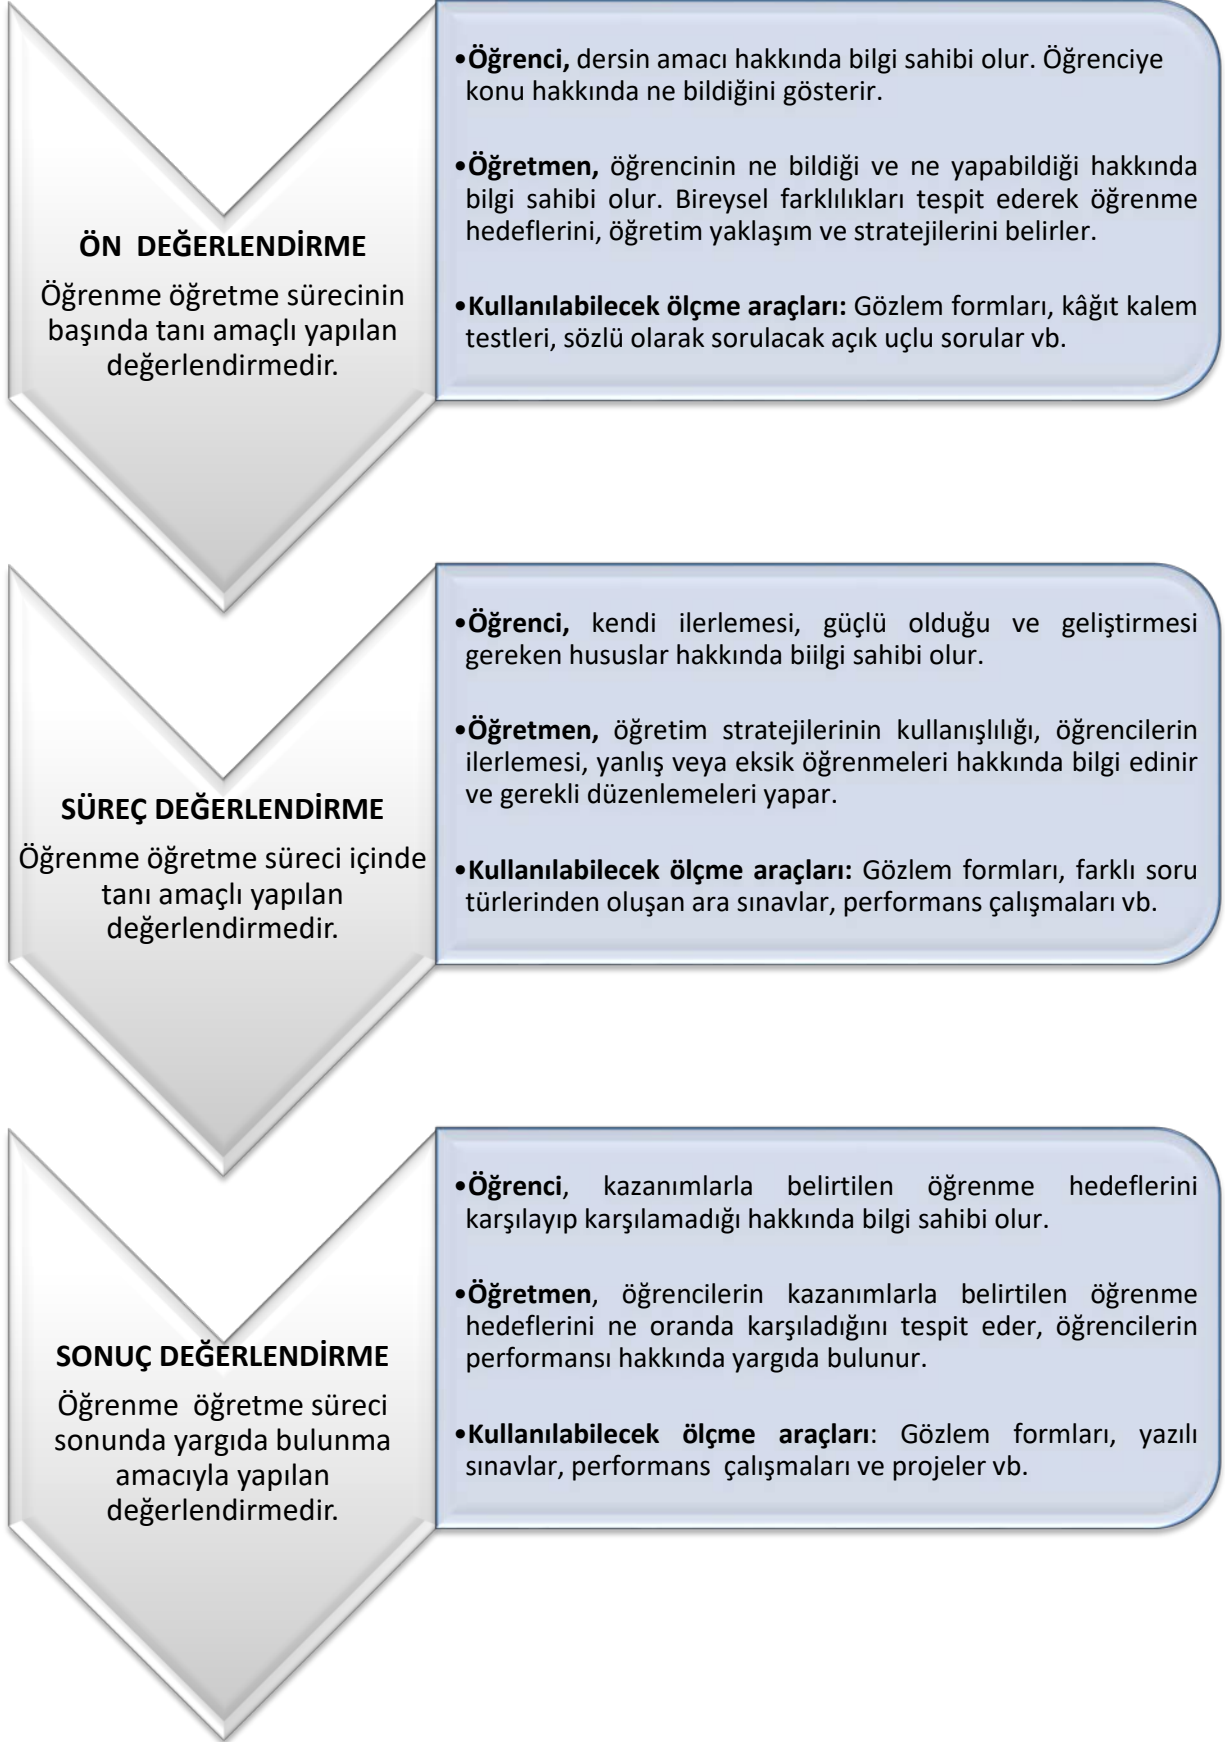 ÖN  DEĞERLENDİRME
Öğrenme öğretme sürecinin
başında tanı amaçlı yapılan
değerlendirmedir.
•Öğrenci, dersin amacı hakkında bilgi sahibi olur. Öğrenciye
konu hakkında ne bildiğini gösterir.
•Öğretmen, öğrencinin ne bildiği ve ne yapabildiği hakkında
bilgi sahibi olur. Bireysel farklılıkları tespit ederek öğrenme
hedeflerini, öğretim yaklaşım ve stratejilerini belirler.
•Kullanılabilecek ölçme araçları: Gözlem formları, kâğıt kalem
testleri, sözlü olarak sorulacak açık uçlu sorular vb.
SÜREÇ DEĞERLENDİRME
Öğrenme öğretme süreci içinde
tanı amaçlı yapılan
değerlendirmedir.
•Öğrenci, kendi ilerlemesi, güçlü olduğu ve geliştirmesi
gereken hususlar hakkında biilgi sahibi olur.
•Öğretmen, öğretim stratejilerinin kullanışlılığı, öğrencilerin
ilerlemesi, yanlış veya eksik öğrenmeleri hakkında bilgi edinir
ve gerekli düzenlemeleri yapar.
•Kullanılabilecek ölçme araçları: Gözlem formları, farklı soru
türlerinden oluşan ara sınavlar, performans çalışmaları vb.
SONUÇ DEĞERLENDİRME
Öğrenme  öğretme süreci
sonunda yargıda bulunma
amacıyla yapılan
değerlendirmedir.
•Öğrenci, kazanımlarla belirtilen öğrenme hedeflerini
karşılayıp karşılamadığı hakkında bilgi sahibi olur.
•Öğretmen, öğrencilerin kazanımlarla belirtilen öğrenme
hedeflerini ne oranda karşıladığını tespit eder, öğrencilerin
performansı hakkında yargıda bulunur.
•Kullanılabilecek ölçme araçları: Gözlem formları, yazılı
sınavlar, performans  çalışmaları ve projeler vb.